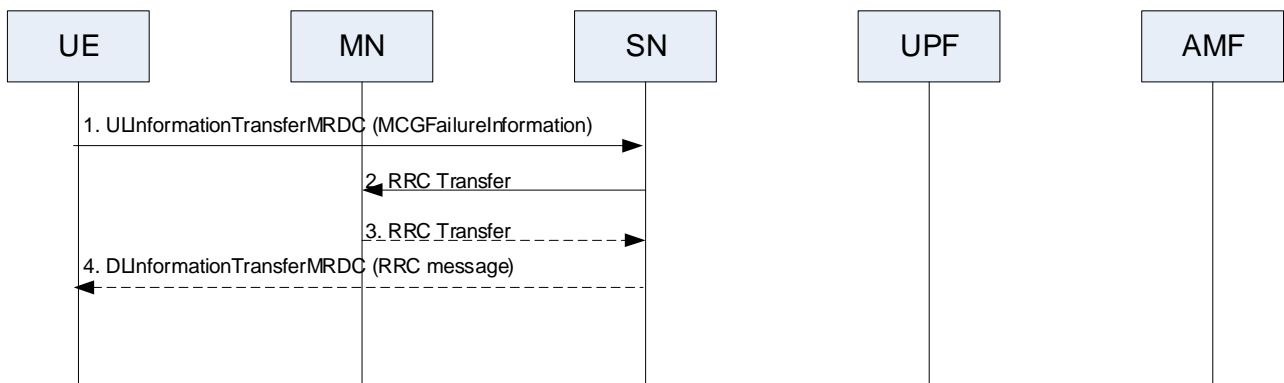 UE
MN
SN
UPF
AMF
1. ULInformationTransferMRDC (MCGFailureInformation)
2. RRC Transfer
3. RRC Transfer
4. DLInformationTransferMRDC (RRC message)